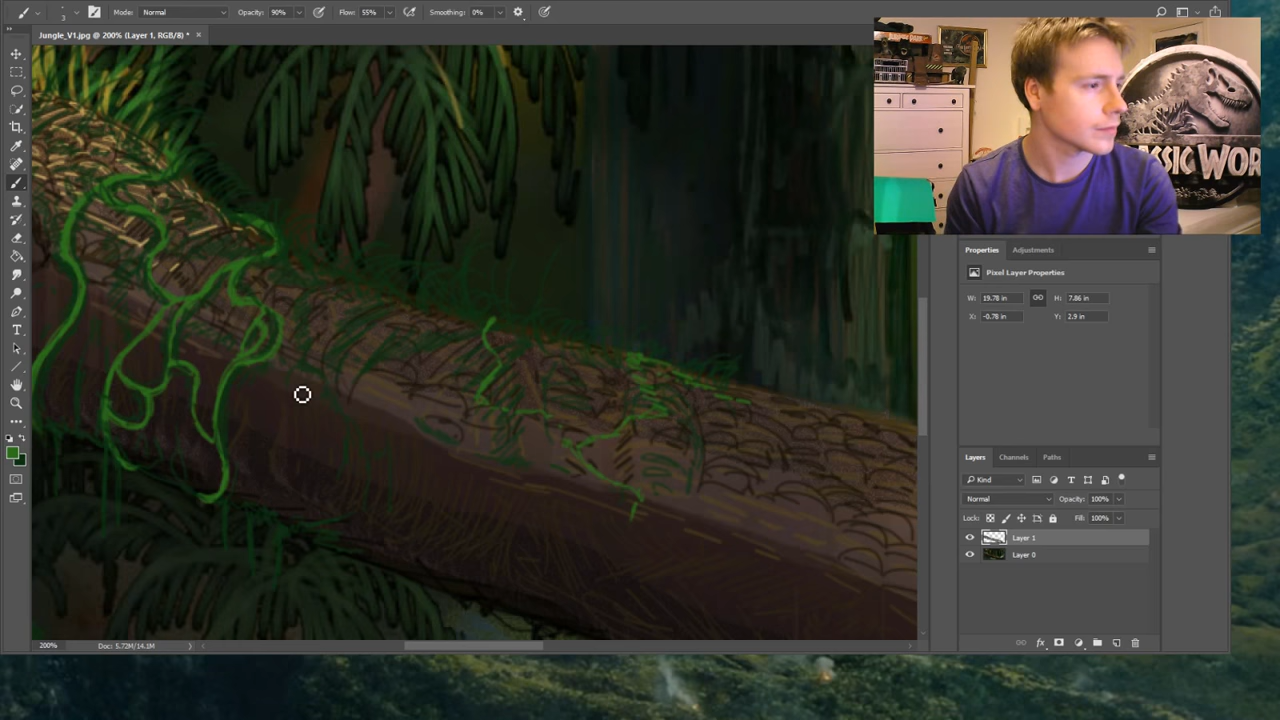 3 Mode: Normal Opacity: 90% Flow: 55% Smoothing: 0%
Jungle_V1.jpg @ 200% (Layer 1, RGB/8) *
ASSIC WOR
Properties Adjustments
Pixel Layer Properties
W: 19.78 in H: 7.86 in
X: -0.78 in Y: 2.9 in
Layers Channels Paths
Kind
Normal Opacity: 100%
Lock: Fill: 100%
Layer 1
Layer 0
200% Doc: 5.72M/14.1M